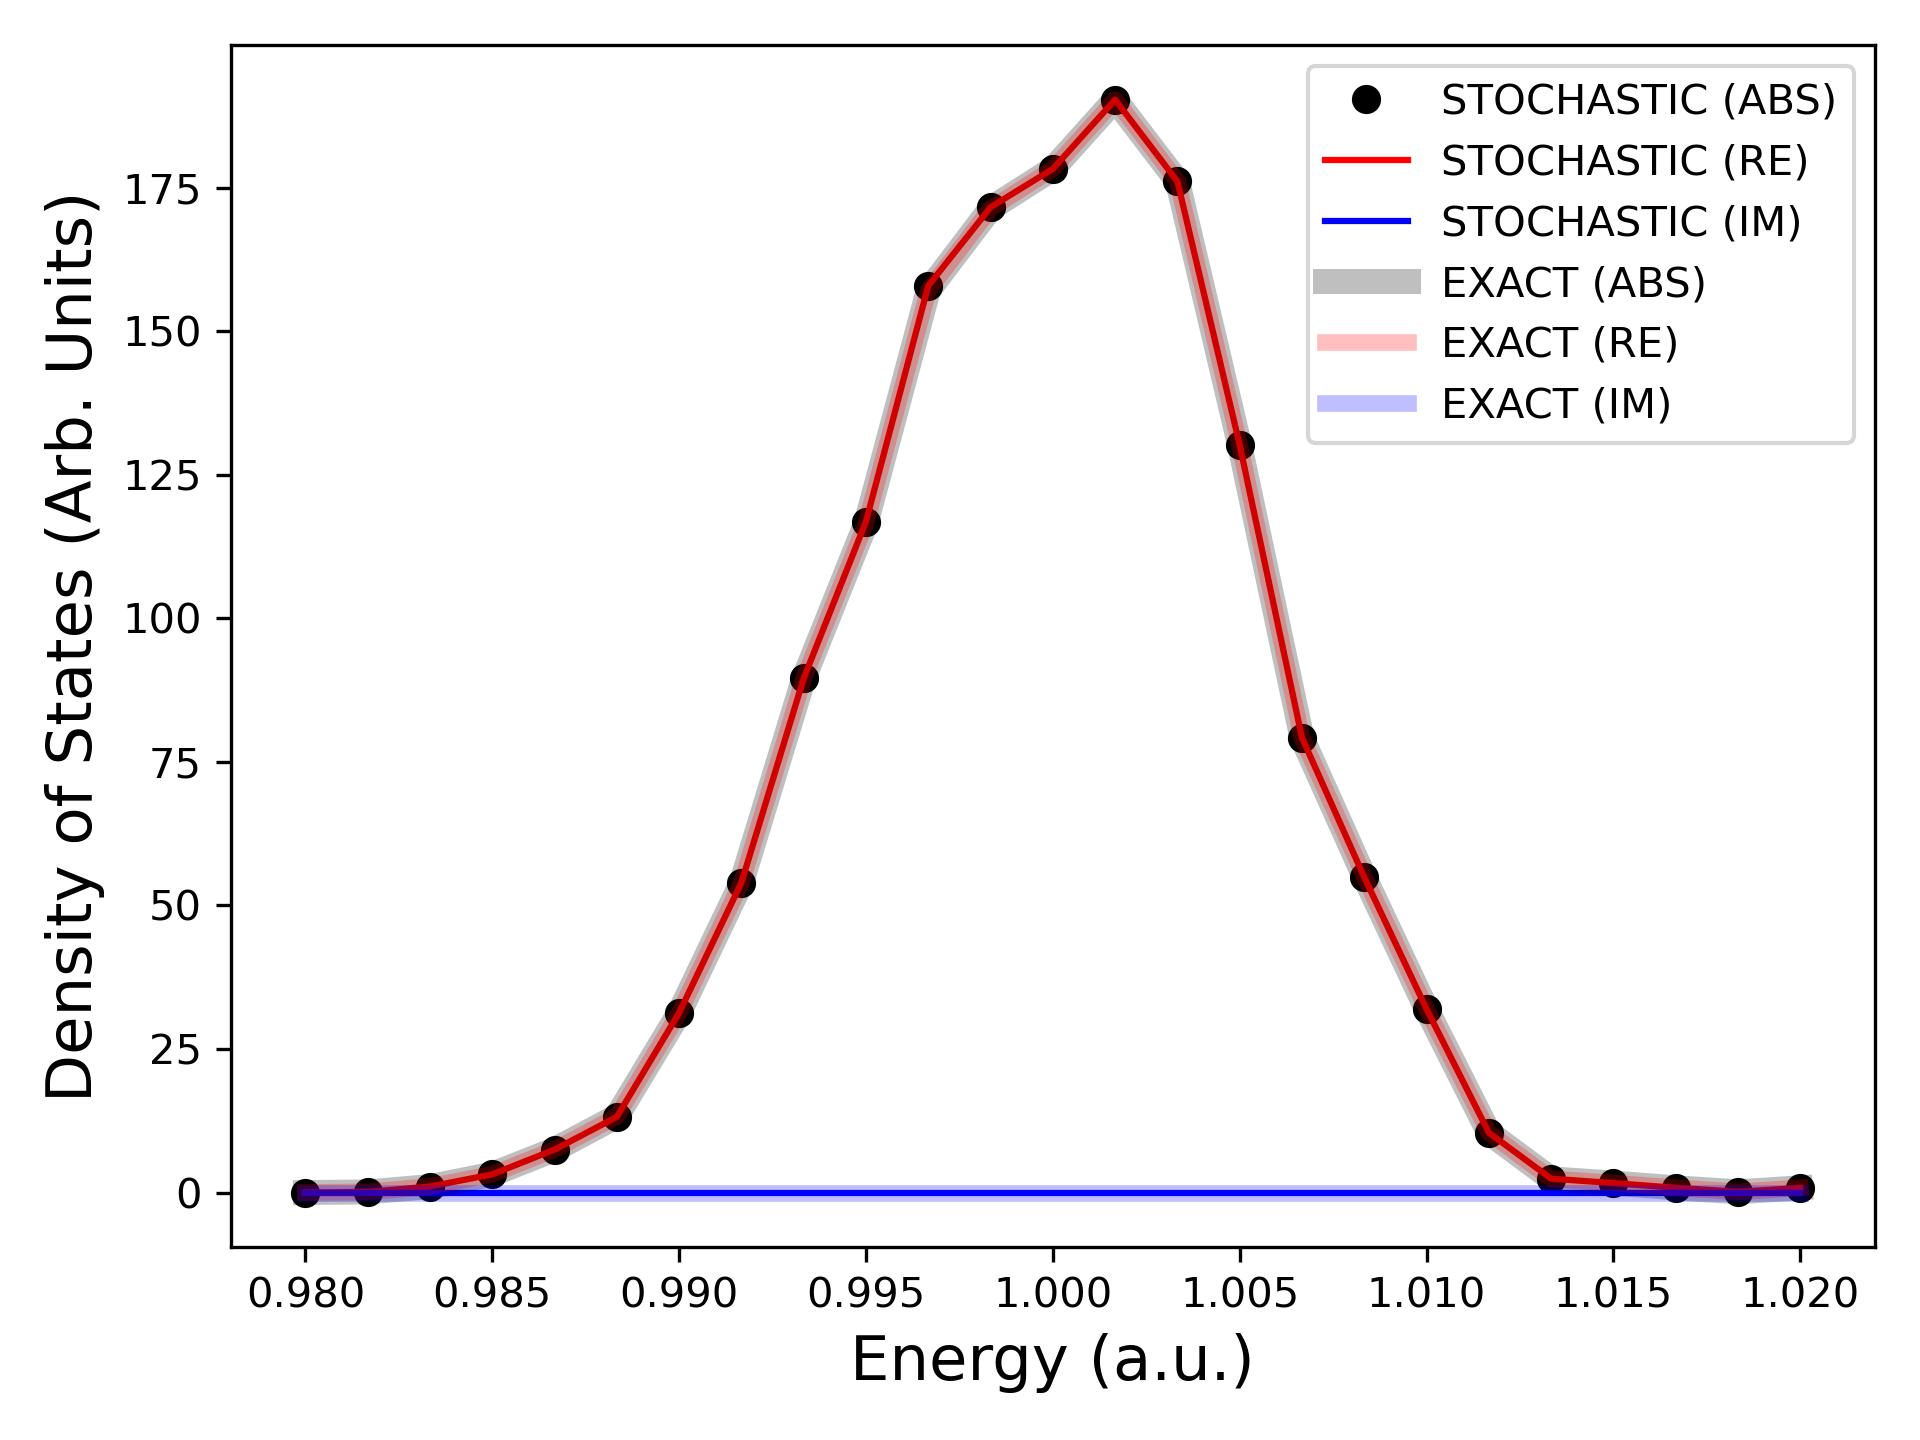 STOCHASTIC (ABS)
STOCHASTIC (RE)
STOCHASTIC (IM)
EXACT (ABS)
EXACT (RE)
EXACT (IM)
Density of States (Arb. Units)
175
150
125
100
75
50
25
0
0.980 0.985 0.990 0.995 1.000 1.005 1.010 1.015 1.020
Energy (a.u.)